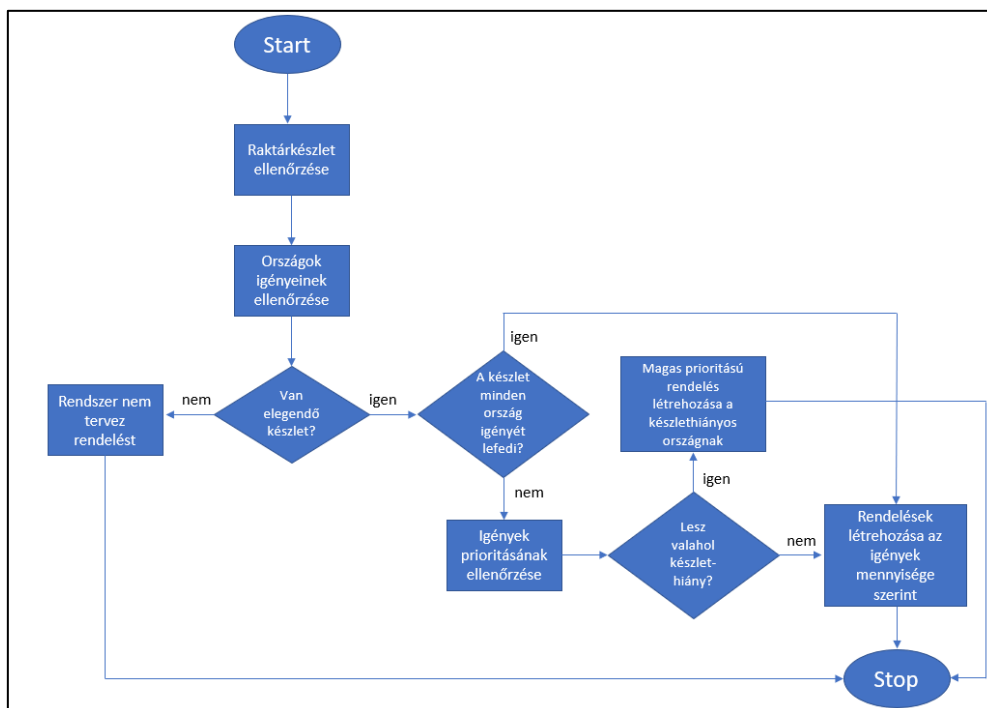 Start
Raktárkészlet
ellenőrzése
Országok
igényeinek
ellenőrzése
Van
elegendő
készlet?
nem
Rendszer nem
tervez
rendelést
igen
A készlet
minden
ország
igényét
lefedi?
igen
nem
Igények
prioritásának
ellenőrzése
Lesz
valahol
készlet-
hiány?
igen
Magas prioritású
rendelés
létrehozása a
készlethiányos
országnak
nem
Rendelések
létrehozása az
igények
mennyisége
szerint
Stop